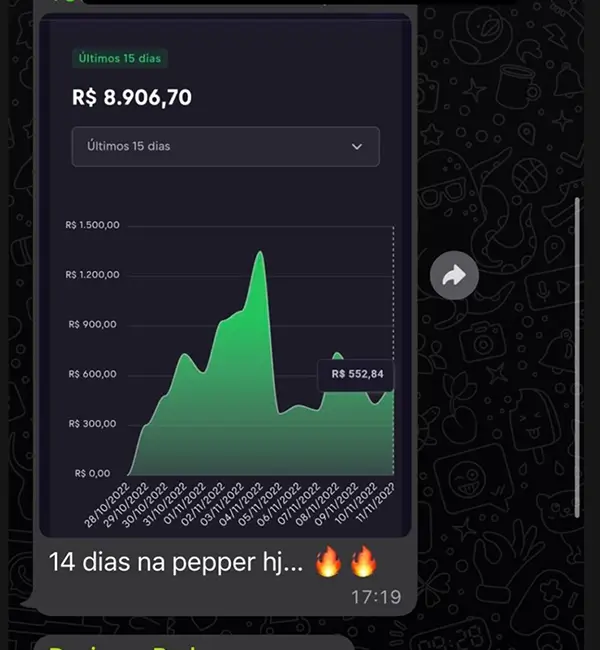 Últimos 15 dias
R$ 8.906,70
Últimos 15 dias
R$ 1.500,00
R$ 1.200,00
R$ 900,00
R$ 600,00
R$ 300,00
R$ 0,00
R$ 552,84
28/10/2022
29/10/2022
30/10/2022
31/10/2022
01/11/2022
02/11/2022
03/11/2022
04/11/2022
05/11/2022
06/11/2022
07/11/2022
08/11/2022
09/11/2022
10/11/2022
11/11/2022
14 dias na pepper hj... 🔥🔥
17:19